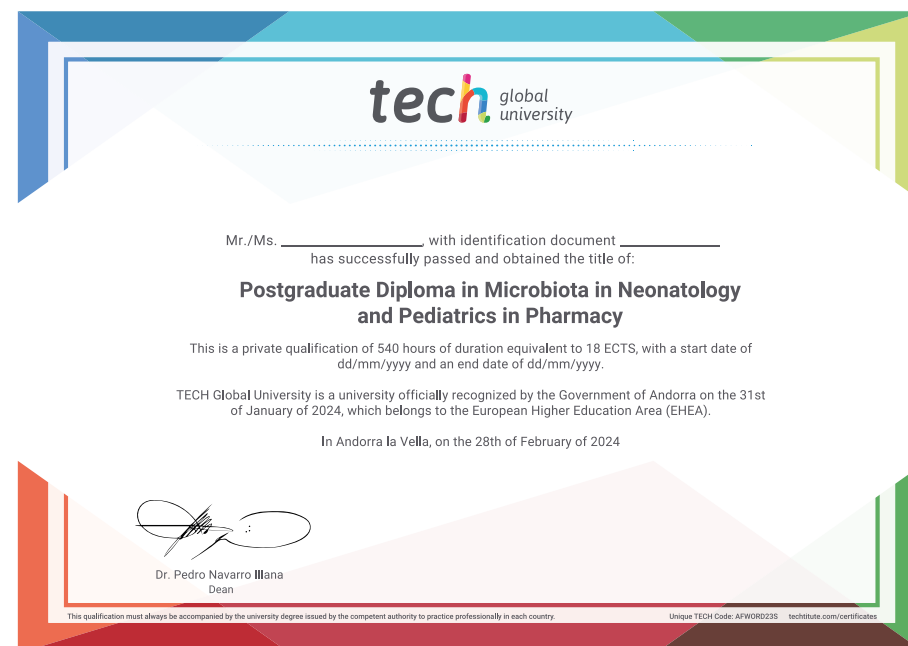 tech global university
Mr./Ms. ________________, with identification document ____________
has successfully passed and obtained the title of:
Postgraduate Diploma in Microbiota in Neonatology
and Pediatrics in Pharmacy
This is a private qualification of 540 hours of duration equivalent to 18 ECTS, with a start date of
dd/mm/yyyy and an end date of dd/mm/yyyy.
TECH Global University is a university officially recognized by the Government of Andorra on the 31st
of January of 2024, which belongs to the European Higher Education Area (EHEA).
In Andorra la Vella, on the 28th of February of 2024
Dr. Pedro Navarro Illana
Dean
This qualification must always be accompanied by the university degree issued by the competent authority to practice professionally in each country.
Unique TECH Code: AFWORD23S techtitute.com/certificates